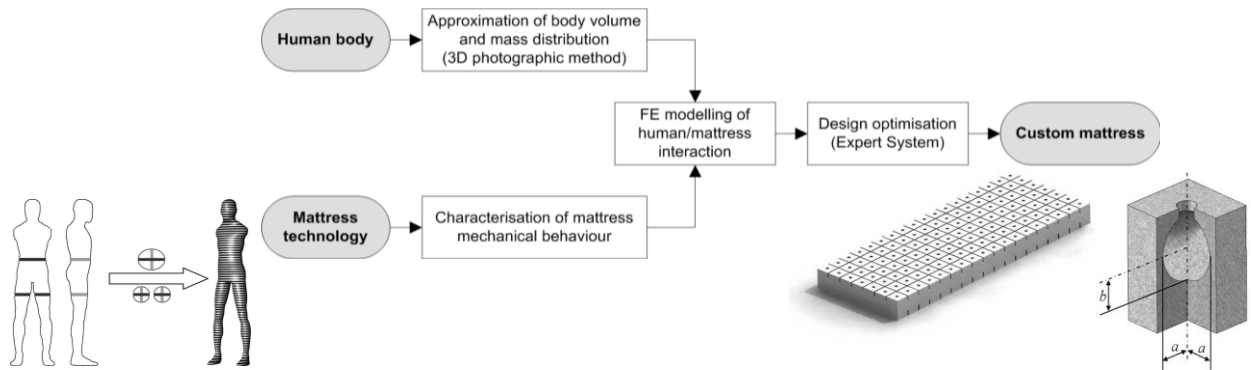 Human body
Approximation of body volume
and mass distribution
(3D photographic method)
FE modelling of
human/mattress
interaction
Design optimisation
(Expert System)
Custom mattress
Mattress
technology
Characterisation of mattress
mechanical behaviour
b
a a